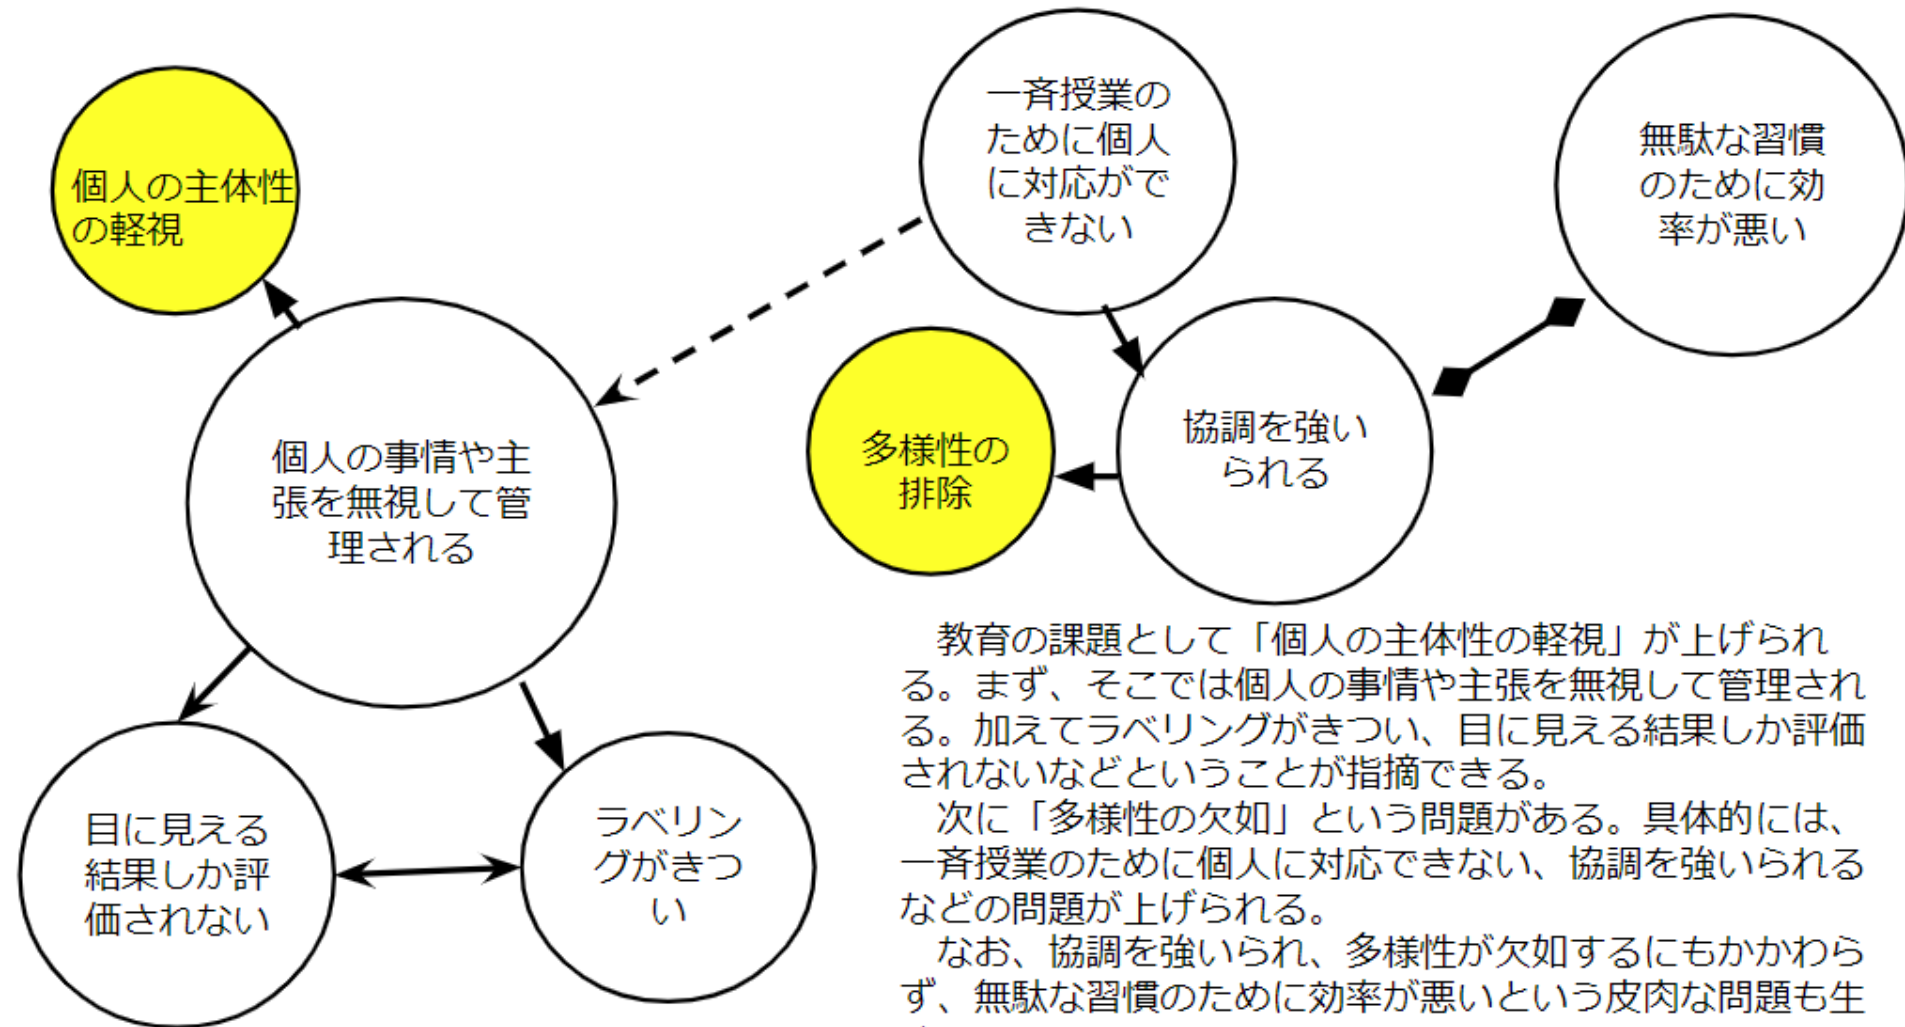 個人の主体性
の軽視
一斉授業の
ために個人
に対応がで
きない
無駄な習慣
のために効
率が悪い
個人の事情や主
張を無視して管
理される
多様性の
排除
協調を強い
られる
目に見える
結果しか評
価されない
ラベリン
グがきつ
い
教育の課題として「個人の主体性の軽視」が上げられ
る。まず、そこでは個人の事情や主張を無視して管理され
る。加えてラベリングがきつい、目に見える結果しか評価
されないなどということが指摘できる。
次に「多様性の欠如」という問題がある。具体的には、
一斉授業のために個人に対応できない、協調を強いられる
などの問題が上げられる。
なお、協調を強いられ、多様性が欠如するにもかかわら
ず、無駄な習慣のために効率が悪いという皮肉な問題も生